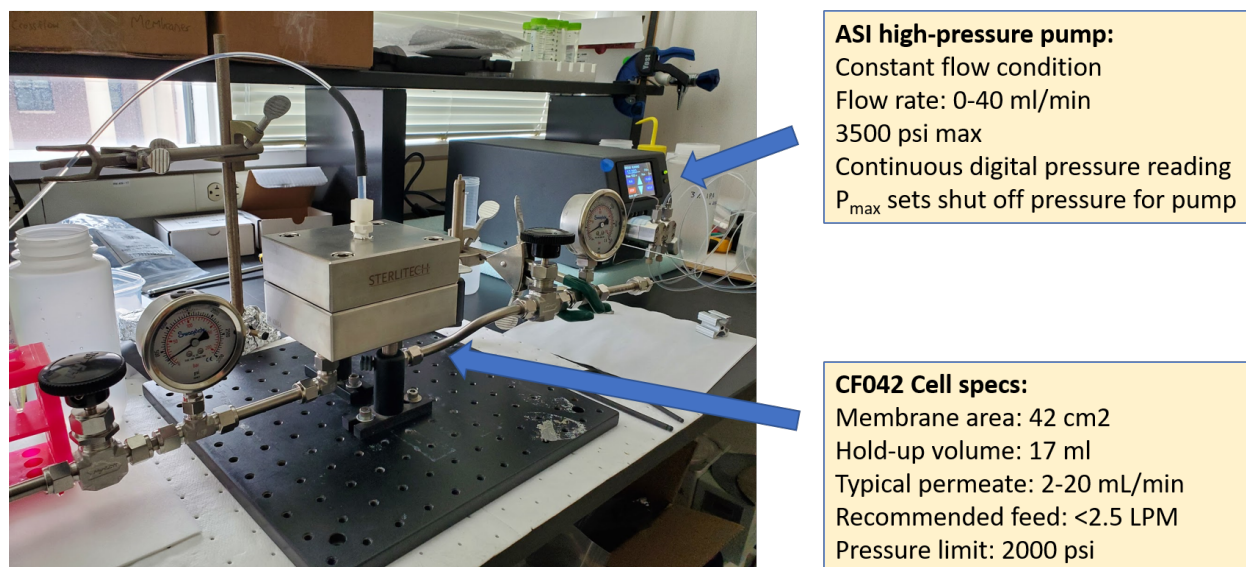 Membranes
STERLITECH
ASI high-pressure pump:
Constant flow condition
Flow rate: 0-40 ml/min
3500 psi max
Continuous digital pressure reading
Pmax sets shut off pressure for pump
CF042 Cell specs:
Membrane area: 42 cm2
Hold-up volume: 17 ml
Typical permeate: 2-20 mL/min
Recommended feed: <2.5 LPM
Pressure limit: 2000 psi